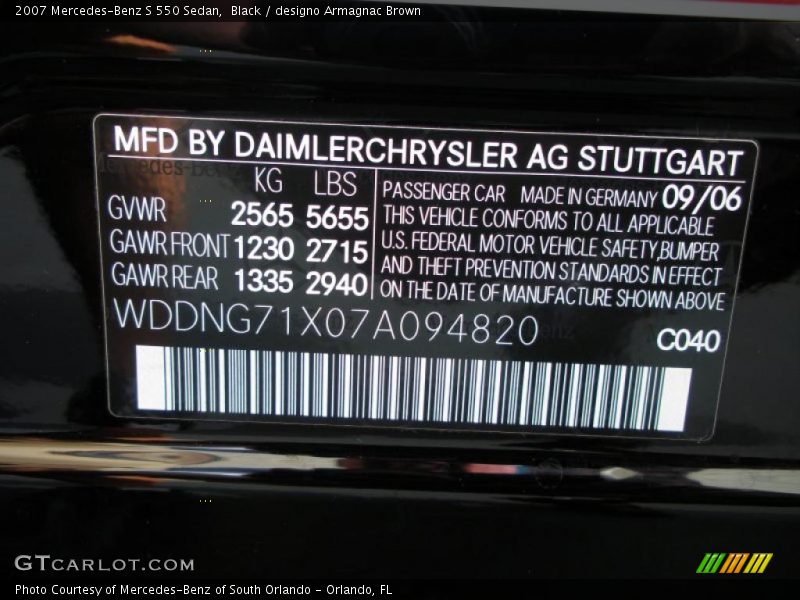 2007 Mercedes-Benz S 550 Sedan, Black / designo Armagnac Brown
MFD BY DAIMLERCHRYSLER AG STUTTGART
KG LBS
GVWR 2565 5655
GAWR FRONT 1230 2715
GAWR REAR 1335 2940
PASSENGER CAR MADE IN GERMANY 09/06
THIS VEHICLE CONFORMS TO ALL APPLICABLE
U.S. FEDERAL MOTOR VEHICLE SAFETY, BUMPER
AND THEFT PREVENTION STANDARDS IN EFFECT
ON THE DATE OF MANUFACTURE SHOWN ABOVE
WDDNG71X07A094820
C040
GTCARLOT.COM
Photo Courtesy of Mercedes-Benz of South Orlando - Orlando, FL